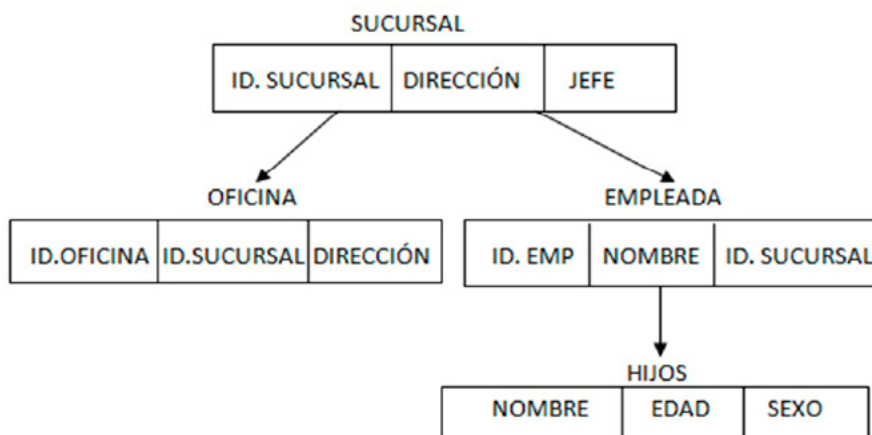 SUCURSAL
ID. SUCURSAL DIRECCIÓN JEFE
OFICINA EMPLEADA
ID.OFICINA ID.SUCURSAL DIRECCIÓN ID. EMP NOMBRE ID. SUCURSAL
HIJOS
NOMBRE EDAD SEXO